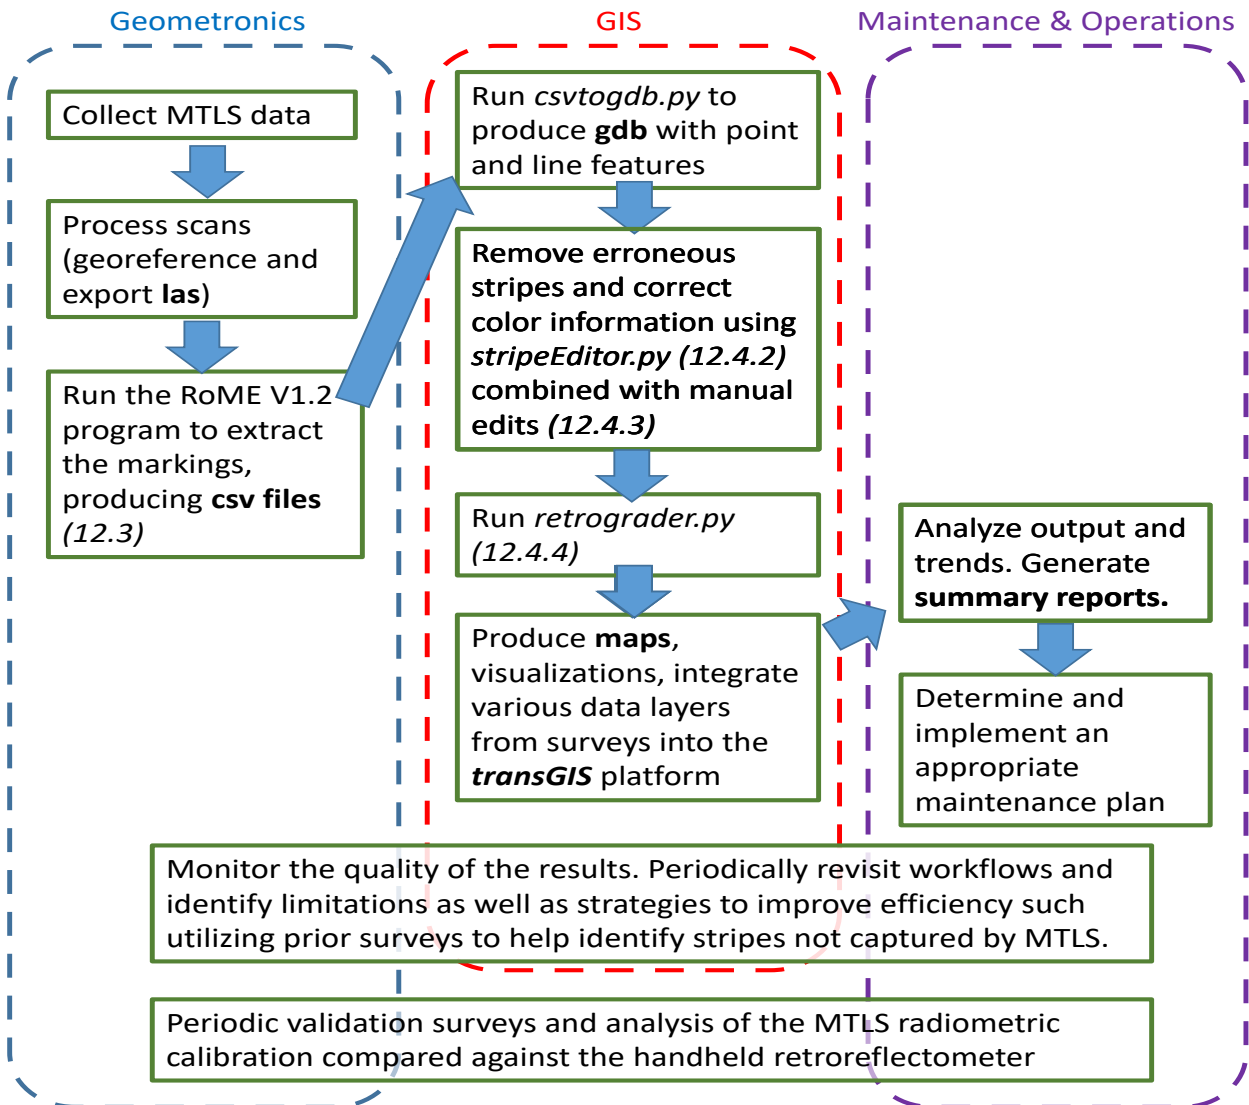 Geometronics
GIS
Maintenance & Operations
Collect MTLS data
Process scans
(georeference and
export las)
Run the RoME V1.2
program to extract
the markings,
producing csv files
(12.3)
Run csvtogdb.py to
produce gdb with point
and line features
Remove erroneous
stripes and correct
color information using
stripeEditor.py (12.4.2)
combined with manual
edits (12.4.3)
Run retrograder.py
(12.4.4)
Produce maps,
visualizations, integrate
various data layers
from surveys into the
transGIS platform
Analyze output and
trends. Generate
summary reports.
Determine and
implement an
appropriate
maintenance plan
Monitor the quality of the results. Periodically revisit workflows and
identify limitations as well as strategies to improve efficiency such
utilizing prior surveys to help identify stripes not captured by MTLS.
Periodic validation surveys and analysis of the MTLS radiometric
calibration compared against the handheld retroreflectometer